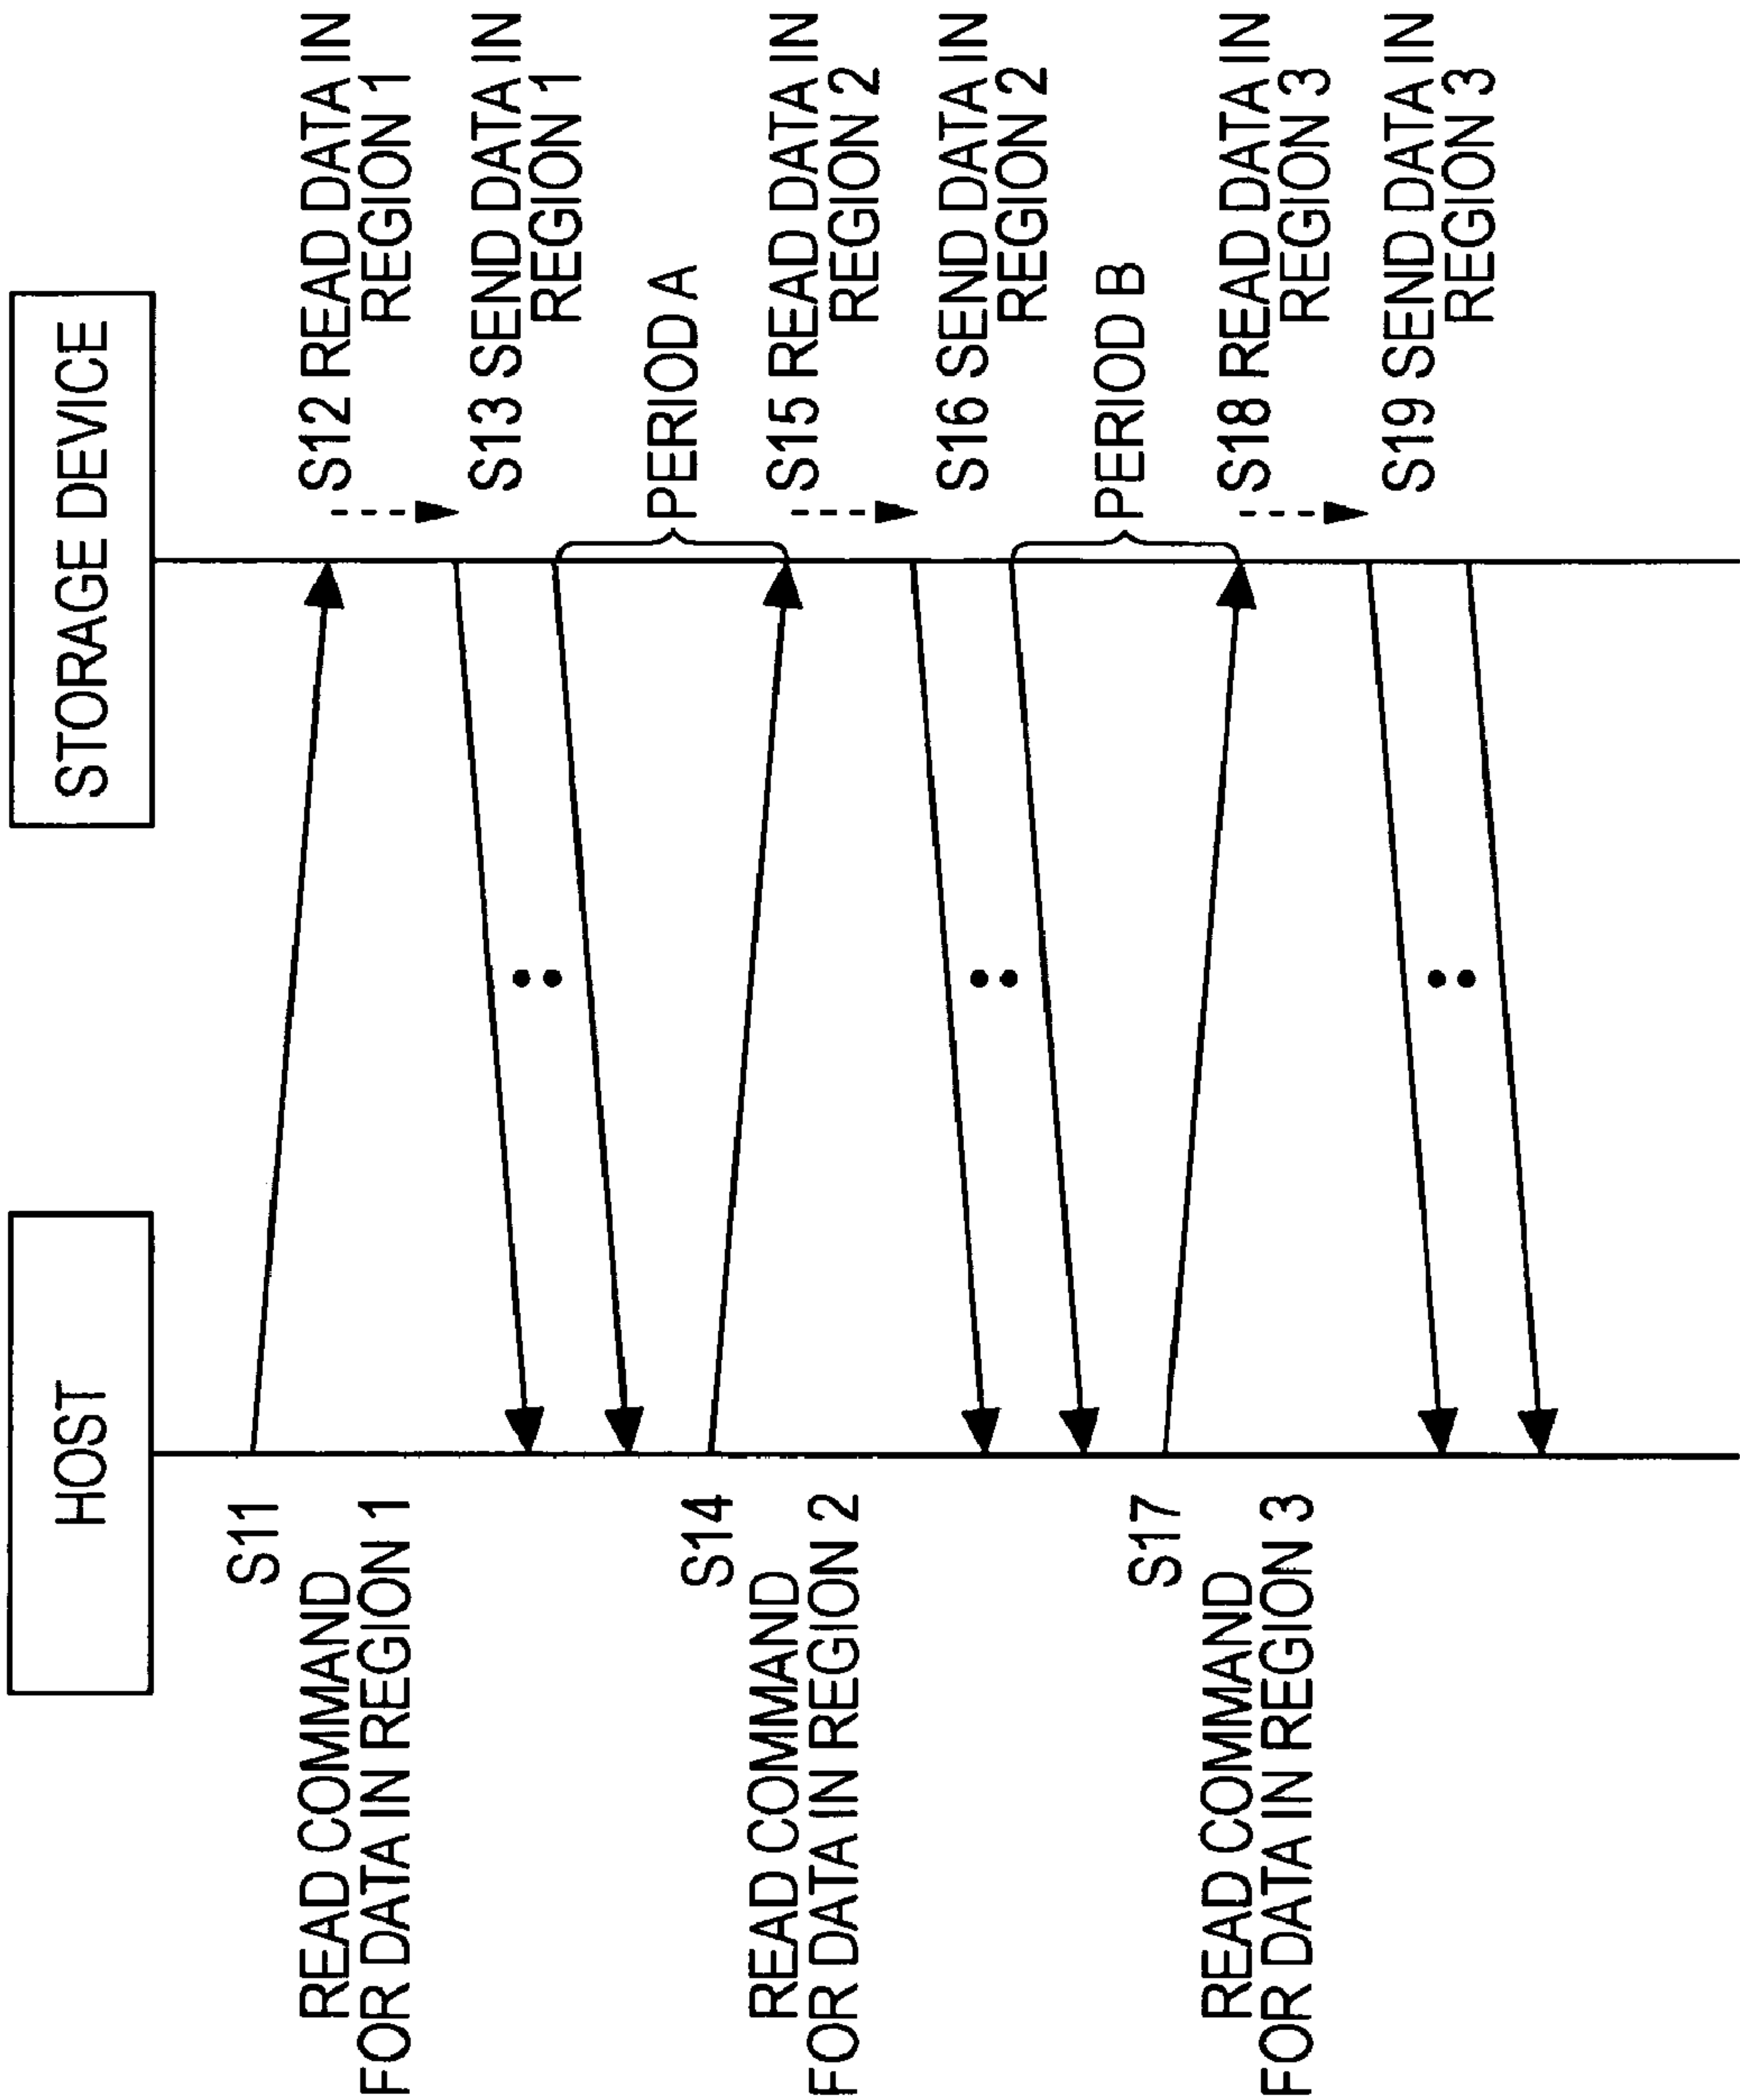 HOST
STORAGE DEVICE
S11
READ COMMAND
FOR DATA IN REGION 1
S12 READ DATA IN
REGION 1
S13 SEND DATA IN
REGION 1
PERIOD A
S14
READ COMMAND
FOR DATA IN REGION 2
S15 READ DATA IN
REGION 2
S16 SEND DATA IN
REGION 2
PERIOD B
S17
READ COMMAND
FOR DATA IN REGION 3
S18 READ DATA IN
REGION 3
S19 SEND DATA IN
REGION 3